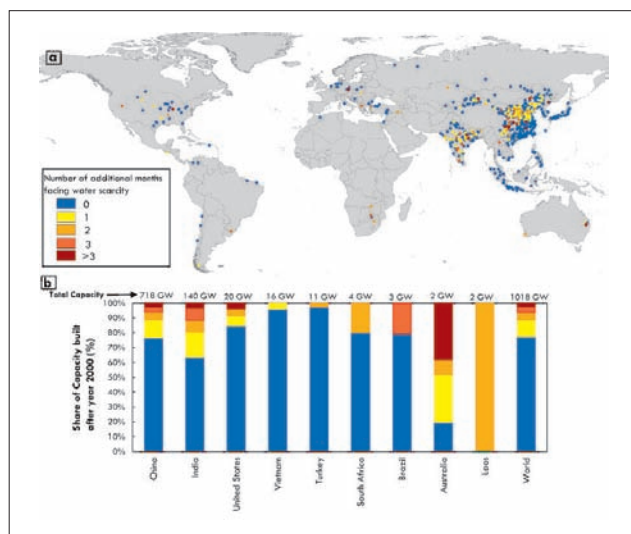 a
Number of additional months
facing water scarcity
0
1
2
3
>3
b
Total Capacity
718 GW 140 GW 20 GW 16 GW 11 GW 4 GW 3 GW 2 GW 2 GW 1018 GW
Share of Capacity built
after year 2000 (%)
100%
90%
80%
70%
60%
50%
40%
30%
20%
10%
0%
China
India
United States
Vietnam
Turkey
South Africa
Brazil
Australia
Laos
World